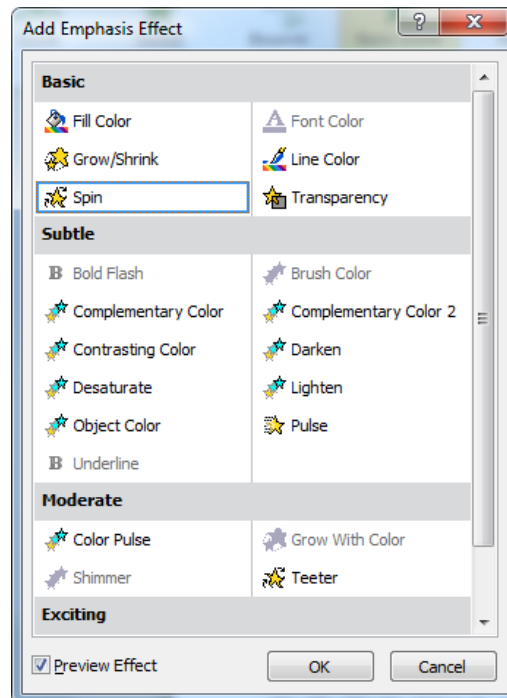 Add Emphasis Effect
Basic
Fill Color
Font Color
Grow/Shrink
Line Color
Spin
Transparency
Subtle
B Bold Flash
Brush Color
Complementary Color
Complementary Color 2
Contrasting Color
Darken
Desaturate
Lighten
Object Color
Pulse
B Underline
Moderate
Color Pulse
Grow With Color
Shimmer
Teeter
Exciting
Preview Effect
OK
Cancel